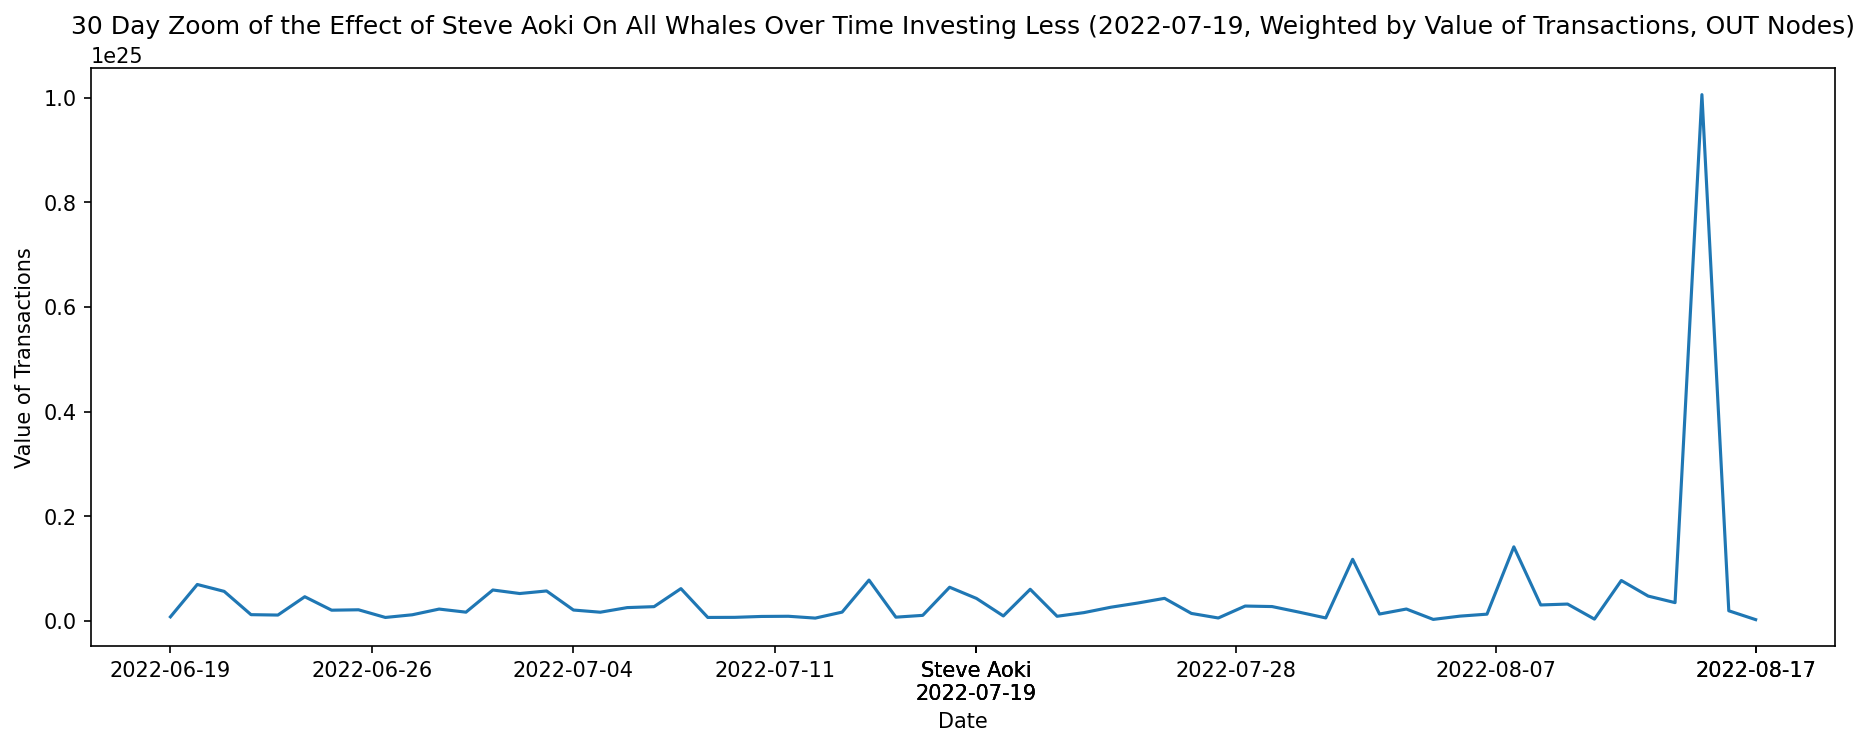 30 Day Zoom of the Effect of Steve Aoki On All Whales Over Time Investing Less (2022-07-19, Weighted by Value of Transactions, OUT Nodes)
1e25
1.0
0.8
0.6
0.4
0.2
0.0
Value of Transactions
2022-06-19
2022-06-26
2022-07-04
2022-07-11
Steve Aoki
2022-07-19
2022-07-28
2022-08-07
2022-08-17
Date